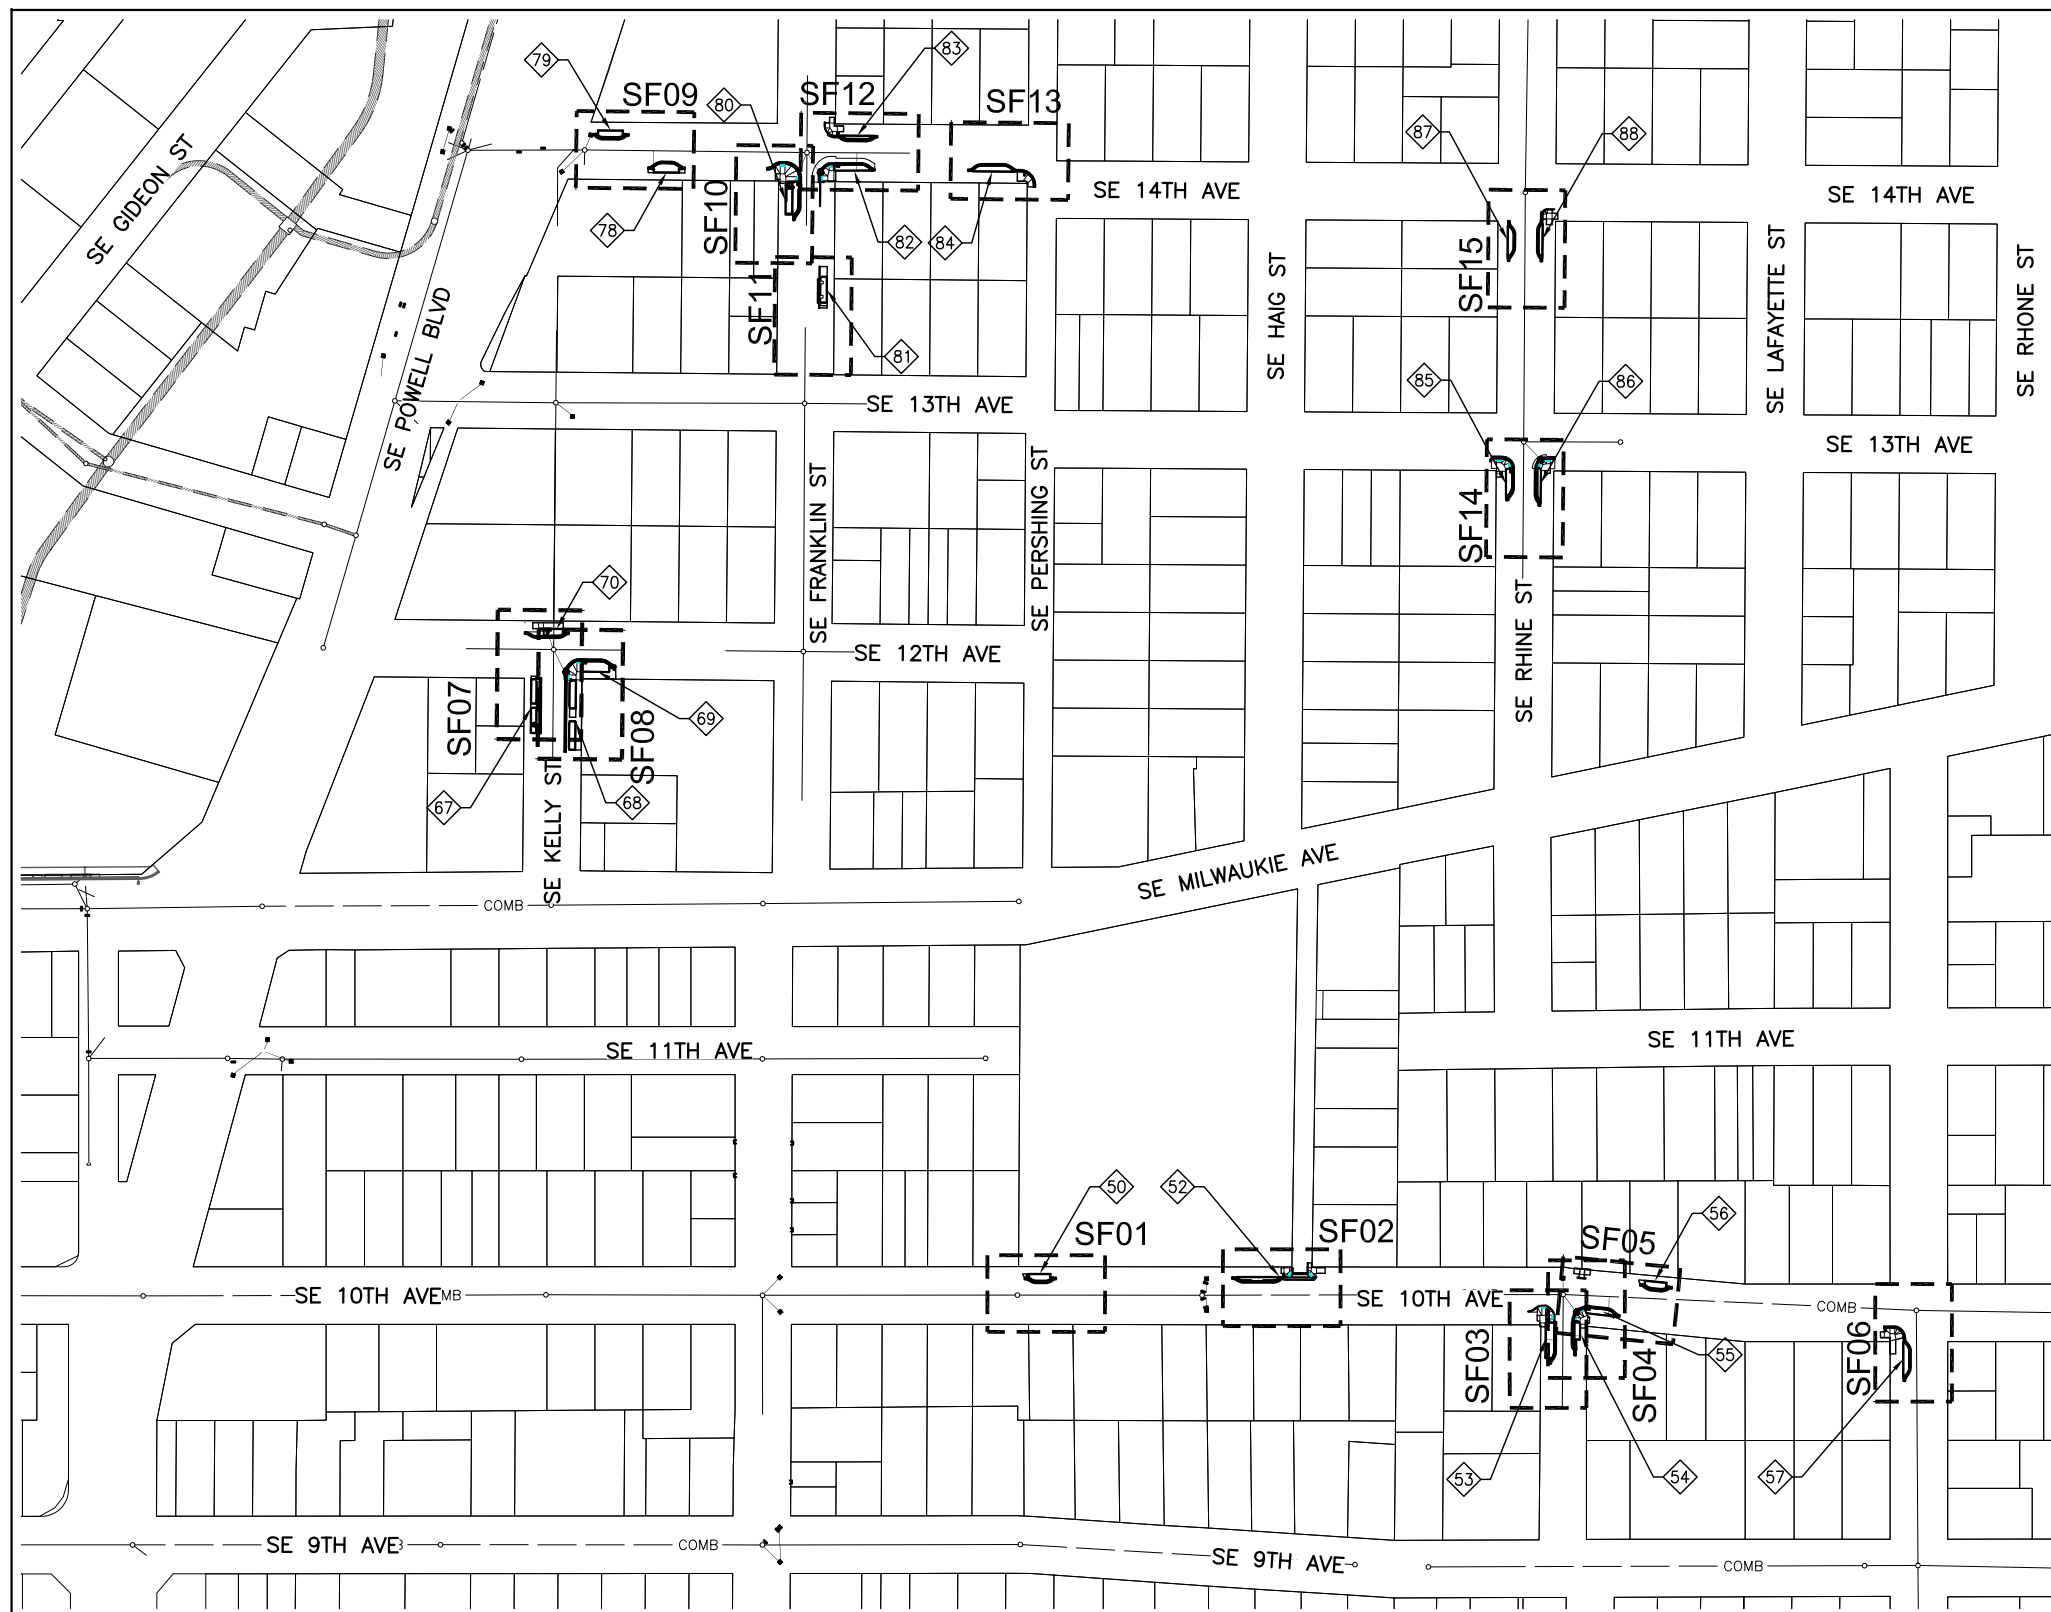 83
79
SF09
80
SF12
SF13
87
88
SE GIDEON ST
SE 14TH AVE
SE 14TH AVE
SF10
78
82
84
SE HAIG ST
SF15
SE LAFAYETTE ST
SE RHONE ST
SF11
SE POWELL BLVD
81
85
86
SE 13TH AVE
SE 13TH AVE
SE FRANKLIN ST
SE PERSHING ST
SF14
70
SE RHINE ST
SE 12TH AVE
SF07
69
SF08
67
68
SE KELLY ST
SE MILWAUKIE AVE
COMB
SE 11TH AVE
SE 11TH AVE
50
52
56
SF01
SF02
SF05
SE 10TH AVE
MB
SE 10TH AVE
COMB
SF03
SF04
55
SF06
53
54
57
SE 9TH AVE
COMB
SE 9TH AVE
COMB